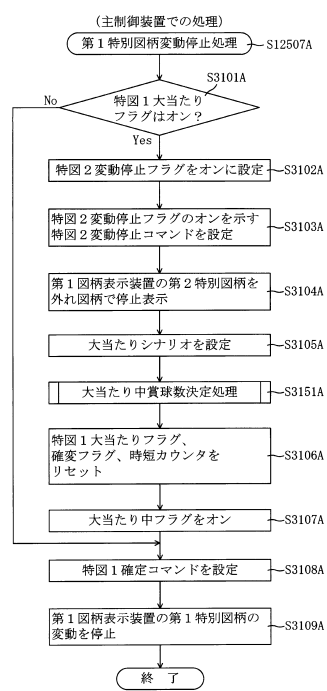 (主制御装置での処理)
第1特別図柄変動停止処理
S12507A
S3101A
特図1大当たり
フラグはオン?
No
Yes
特図2変動停止フラグをオンに設定
S3102A
特図2変動停止フラグのオンを示す
特図2変動停止コマンドを設定
S3103A
第1図柄表示装置の第2特別図柄を
外れ図柄で停止表示
S3104A
大当たりシナリオを設定
S3105A
大当たり中賞球数決定処理
S3151A
特図1大当たりフラグ、
確変フラグ、時短カウンタを
リセット
S3106A
大当たり中フラグをオン
S3107A
特図1確定コマンドを設定
S3108A
第1図柄表示装置の第1特別図柄の
変動を停止
S3109A
終 了